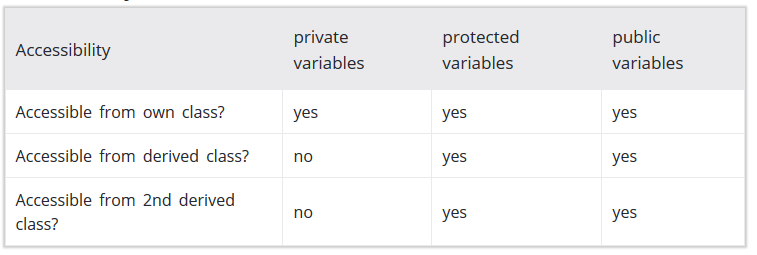 Accessibility private variables protected variables public variables
Accessible from own class? yes yes yes
Accessible from derived class? no yes yes
Accessible from 2nd derived class? no yes yes